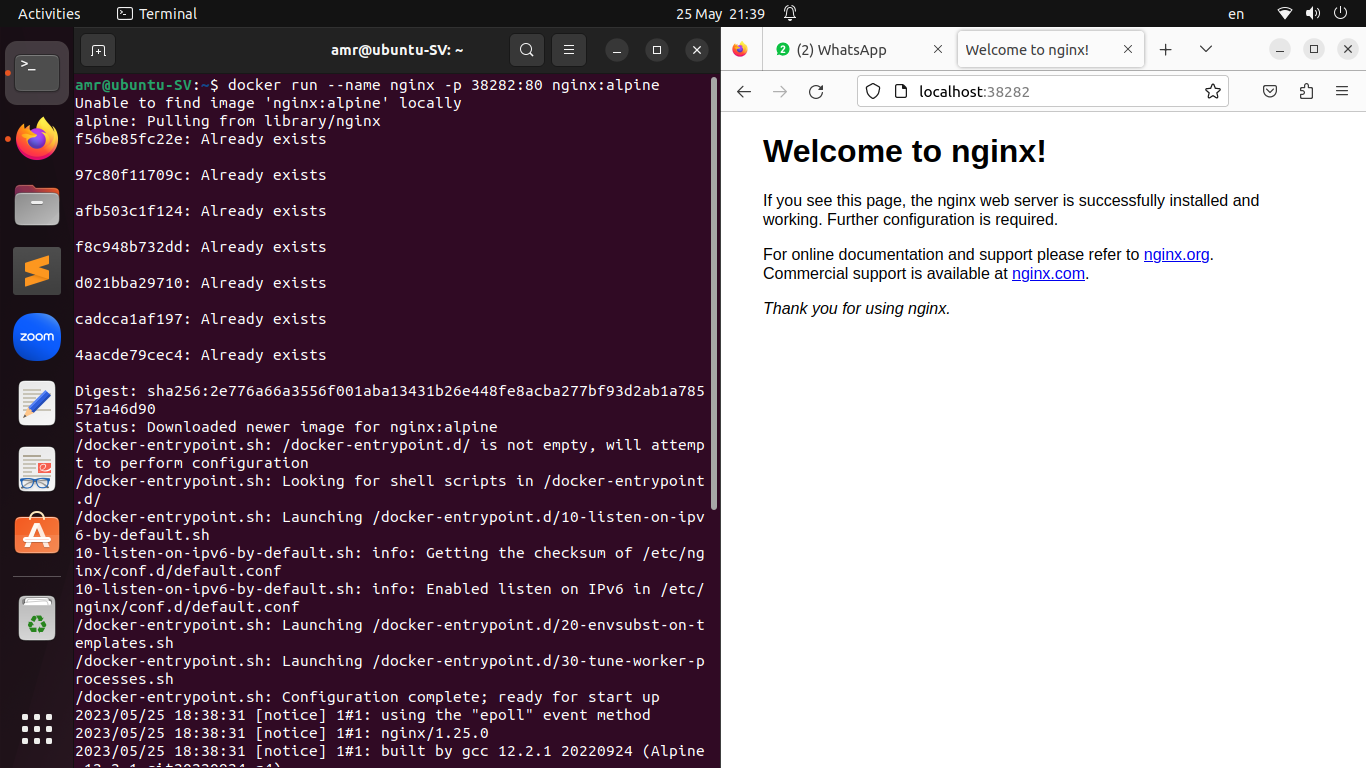 Activities
Terminal
25 May 21:39
en
amr@ubuntu-SV: ~
amr@ubuntu-SV:~$ docker run --name nginx -p 38282:80 nginx:alpine
Unable to find image 'nginx:alpine' locally
alpine: Pulling from library/nginx
f56be85fc22e: Already exists
97c80f11709c: Already exists
afb503c1f124: Already exists
f8c948b732dd: Already exists
d021bba29710: Already exists
cadcca1af197: Already exists
4aacde79cec4: Already exists
Digest: sha256:2e776a66a3556f001aba13431b26e448fe8acba277bf93d2ab1a785
571a46d90
Status: Downloaded newer image for nginx:alpine
/docker-entrypoint.sh: /docker-entrypoint.d/ is not empty, will attemp
t to perform configuration
/docker-entrypoint.sh: Looking for shell scripts in /docker-entrypoint
.d/
/docker-entrypoint.sh: Launching /docker-entrypoint.d/10-listen-on-ipv
6-by-default.sh
10-listen-on-ipv6-by-default.sh: info: Getting the checksum of /etc/ng
inx/conf.d/default.conf
10-listen-on-ipv6-by-default.sh: info: Enabled listen on IPv6 in /etc/
nginx/conf.d/default.conf
/docker-entrypoint.sh: Launching /docker-entrypoint.d/20-envsubst-on-t
emplates.sh
/docker-entrypoint.sh: Launching /docker-entrypoint.d/30-tune-worker-p
rocesses.sh
/docker-entrypoint.sh: Configuration complete; ready for start up
2023/05/25 18:38:31 [notice] 1#1: using the "epoll" event method
2023/05/25 18:38:31 [notice] 1#1: nginx/1.25.0
2023/05/25 18:38:31 [notice] 1#1: built by gcc 12.2.1 20220924 (Alpine
zoom
2
(2) WhatsApp
Welcome to nginx!
localhost:38282
Welcome to nginx!
If you see this page, the nginx web server is successfully installed and
working. Further configuration is required.
For online documentation and support please refer to nginx.org.
Commercial support is available at nginx.com.
Thank you for using nginx.